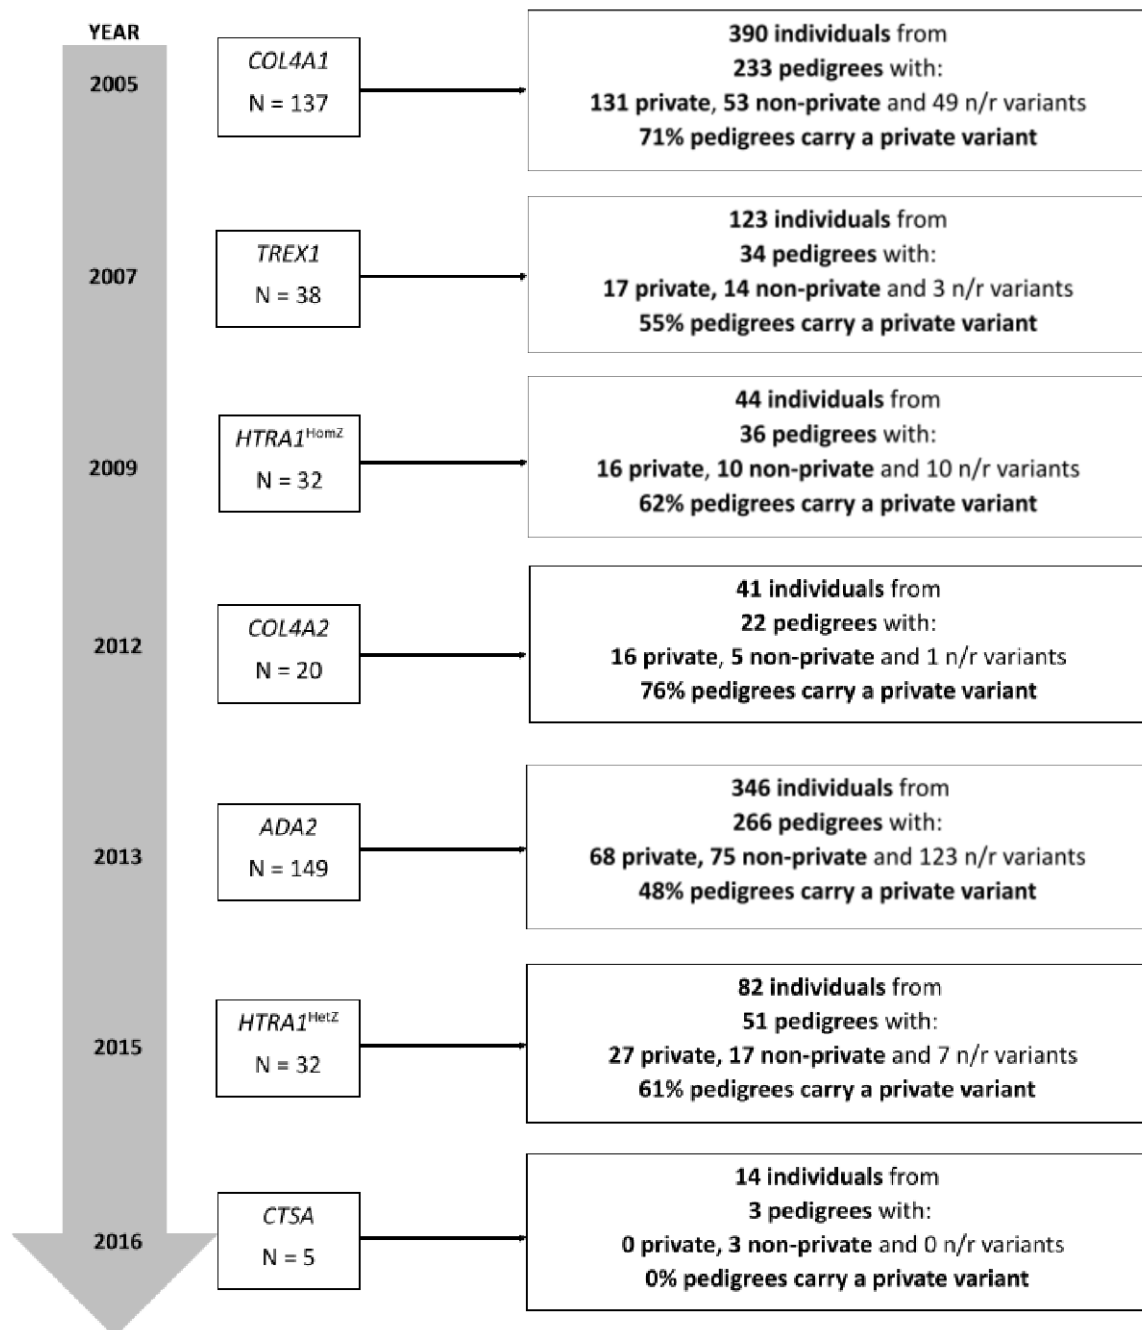 YEAR
2005
COL4A1
N = 137
390 individuals from
233 pedigrees with:
131 private, 53 non-private and 49 n/r variants
71% pedigrees carry a private variant
2007
TREX1
N = 38
123 individuals from
34 pedigrees with:
17 private, 14 non-private and 3 n/r variants
55% pedigrees carry a private variant
2009
HTRA1HomZ
N = 32
44 individuals from
36 pedigrees with:
16 private, 10 non-private and 10 n/r variants
62% pedigrees carry a private variant
2012
COL4A2
N = 20
41 individuals from
22 pedigrees with:
16 private, 5 non-private and 1 n/r variants
76% pedigrees carry a private variant
2013
ADA2
N = 149
346 individuals from
266 pedigrees with:
68 private, 75 non-private and 123 n/r variants
48% pedigrees carry a private variant
2015
HTRA1HetZ
N = 32
82 individuals from
51 pedigrees with:
27 private, 17 non-private and 7 n/r variants
61% pedigrees carry a private variant
2016
CTSA
N = 5
14 individuals from
3 pedigrees with:
0 private, 3 non-private and 0 n/r variants
0% pedigrees carry a private variant